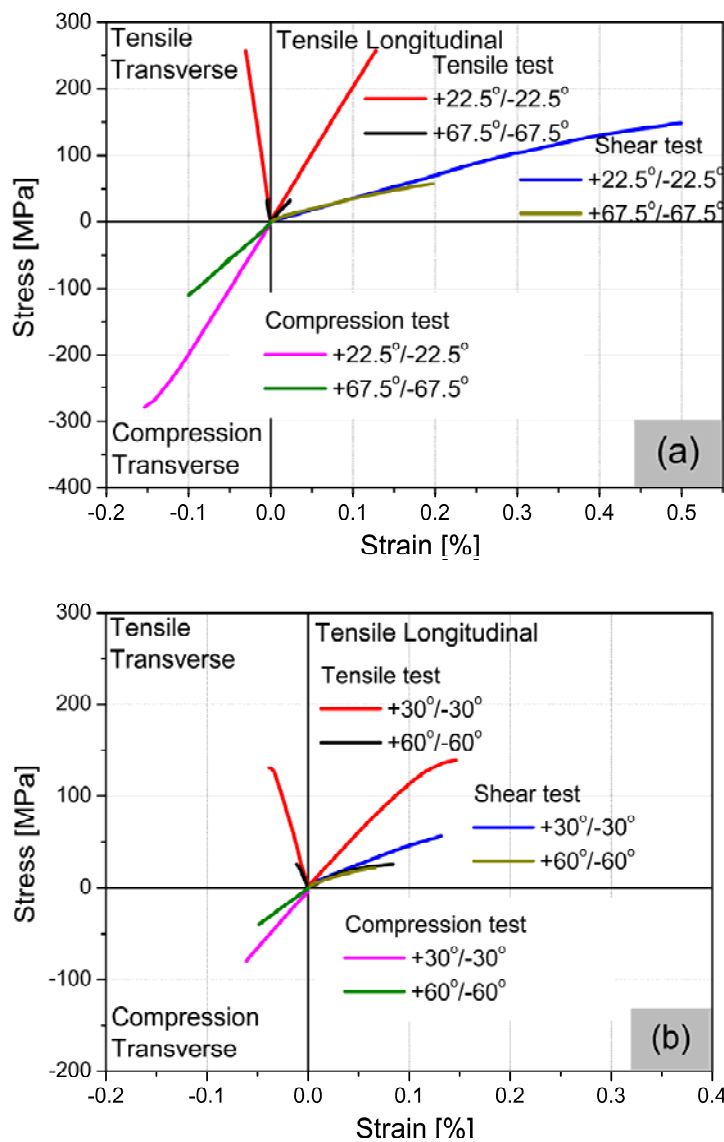 300
200
100
0
-100
-200
-300
-400
Stress [MPa]
Tensile
Transverse
Tensile Longitudinal
Tensile test
+22.5°/-22.5°
+67.5°/-67.5°
Shear test
+22.5°/-22.5°
+67.5°/-67.5°
Compression test
+22.5°/-22.5°
+67.5°/-67.5°
Compression
Transverse
(a)
-0.2 -0.1 0.0 0.1 0.2 0.3 0.4 0.5
Strain [%]
300
200
100
0
-100
-200
Stress [MPa]
Tensile
Transverse
Tensile Longitudinal
Tensile test
+30°/-30°
+60°/-60°
Shear test
+30°/-30°
+60°/-60°
Compression test
+30°/-30°
+60°/-60°
Compression
Transverse
(b)
-0.2 -0.1 0.0 0.1 0.2 0.3 0.4
Strain [%]